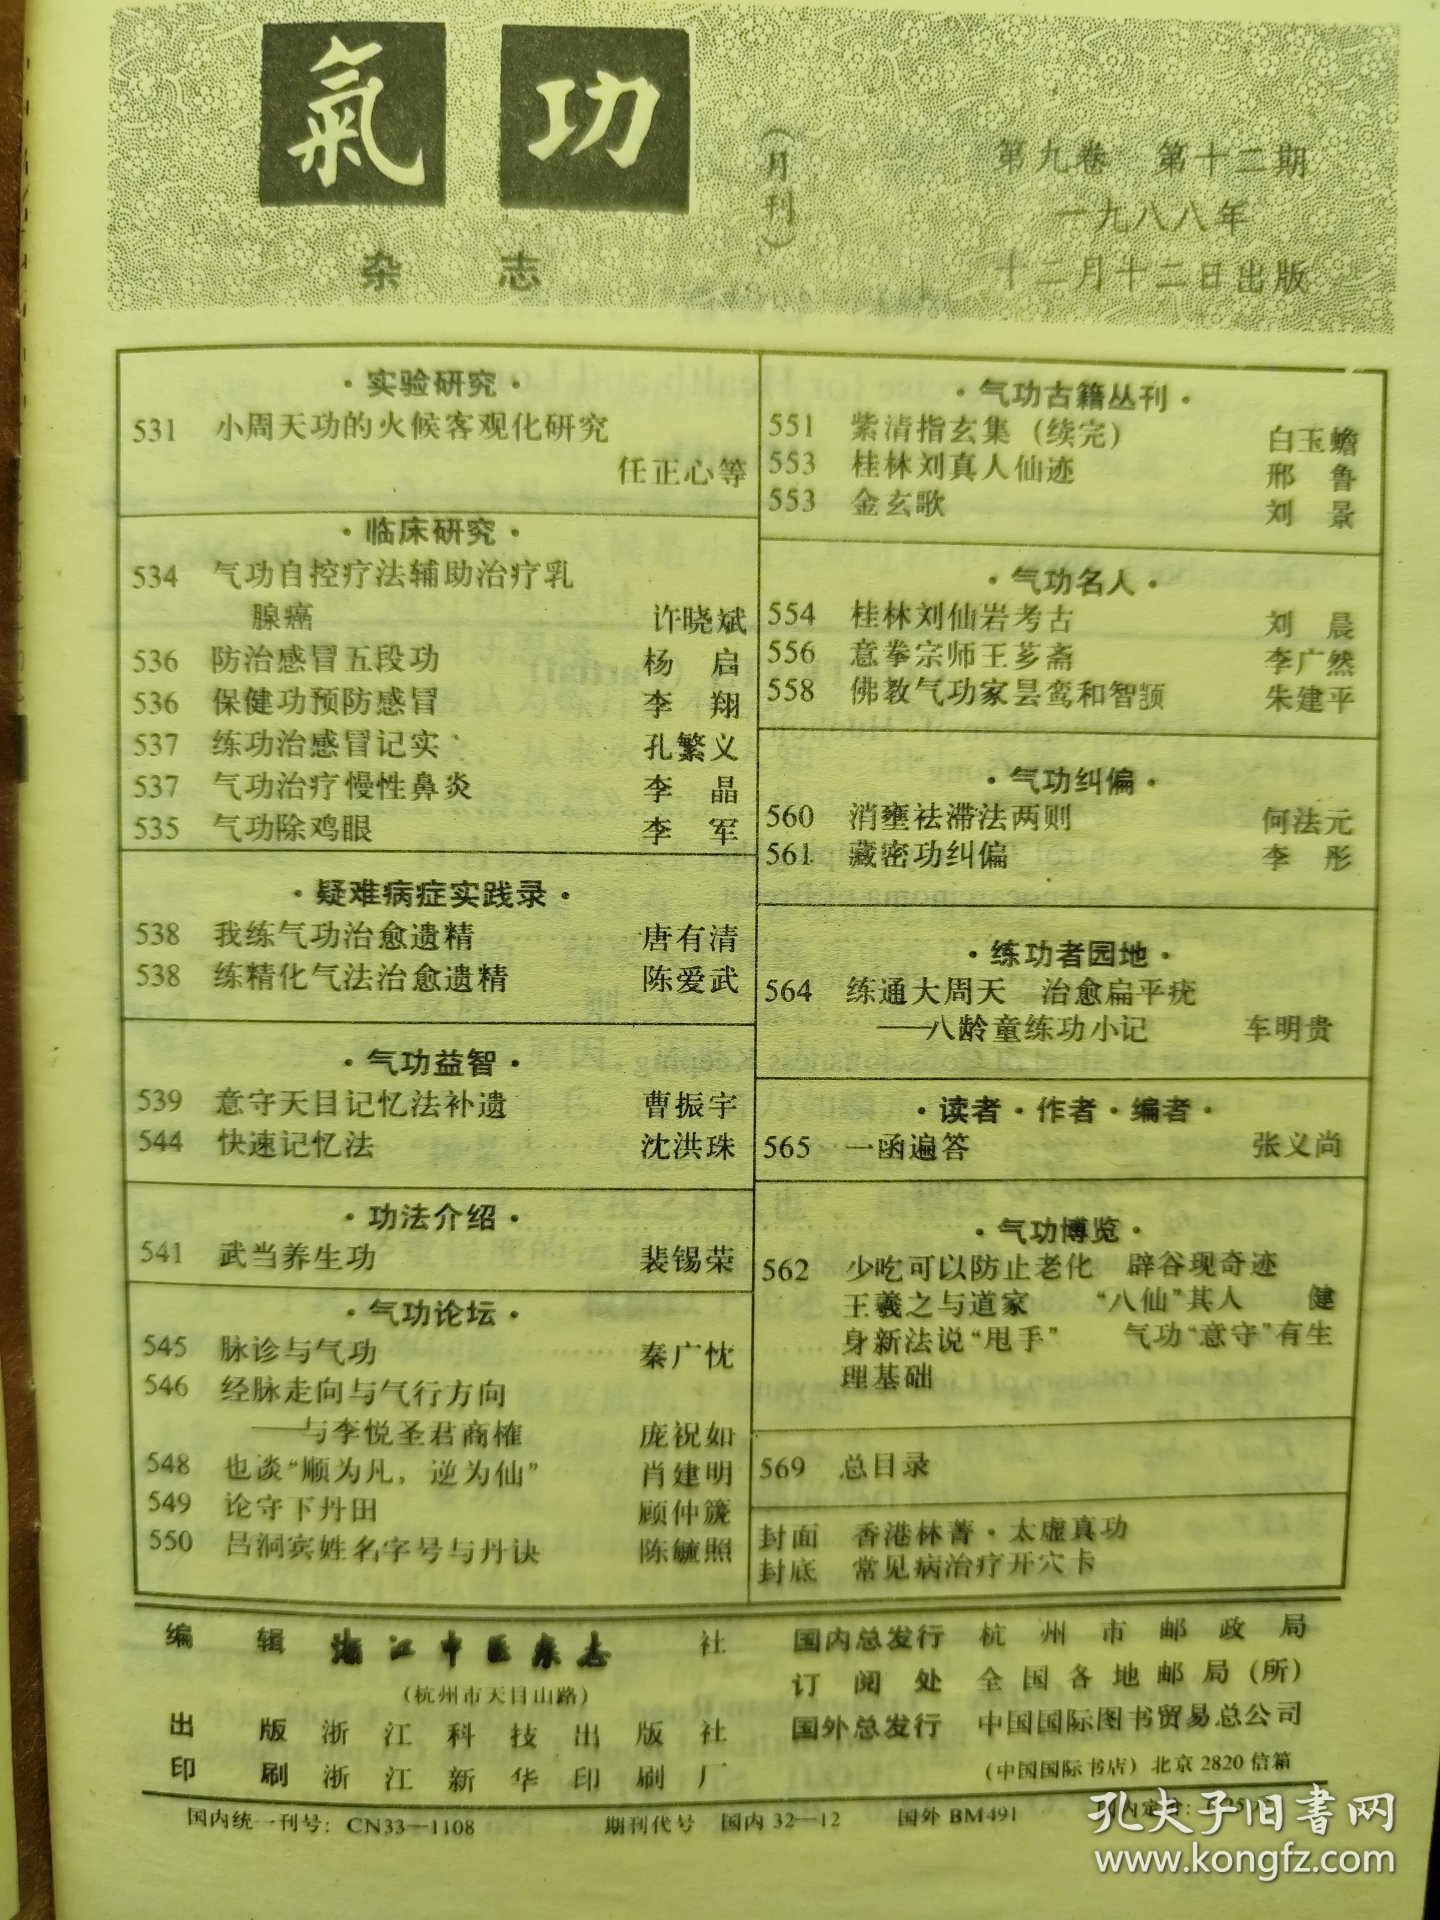 氣功
(月刊)
杂志
第九卷 第十二期
一九八八年
十二月十二日出版
·实验研究·
531 小周天功的火候客观化研究
任正心等
·临床研究·
534 气功自控疗法辅助治疗乳
腺癌 许晓斌
536 防治感冒五段功 杨启
536 保健功预防感冒 李翔
537 练功治感冒记实 孔繁义
537 气功治疗慢性鼻炎 李晶
535 气功除鸡眼 李军
·疑难病症实践录·
538 我练气功治愈遗精 唐有清
538 练精化气法治愈遗精 陈爱武
·气功益智·
539 意守天目记忆法补遗 曹振宇
544 快速记忆法 沈洪珠
·功法介绍·
541 武当养生功 裴锡荣
·气功论坛·
545 脉诊与气功 秦广忱
546 经脉走向与气行方向
——与李悦圣君商榷 庞祝如
548 也谈“顺为凡，逆为仙” 肖建明
549 论守下丹田 顾仲篪
550 吕洞宾姓名字号与丹诀 陈毓照
·气功古籍丛刊·
551 紫清指玄集（续完） 白玉蟾
553 桂林刘真人仙迹 邢鲁
553 金玄歌 刘景
·气功名人·
554 桂林刘仙岩考古 刘晨
556 意拳宗师王芗斋 李广然
558 佛教气功家昙鸾和智顗 朱建平
·气功纠偏·
560 消壅祛滞法两则 何法元
561 藏密功纠偏 李彤
·练功者园地·
564 练通大周天 治愈扁平疣
——八龄童练功小记 车明贵
·读者·作者·编者·
565 一函遍答 张义尚
·气功博览·
562 少吃可以防止老化 辟谷现奇迹
王羲之与道家 “八仙”其人 健
身新法说“甩手” 气功“意守”有生
理基础
569 总目录
封面 香港林菁·太虚真功
封底 常见病治疗开穴卡
编辑 浙江中医杂志社
(杭州市天目山路)
出版 浙江科技出版社
印刷 浙江新华印刷厂
国内总发行 杭州市邮政局
订阅处 全国各地邮局(所)
国外总发行 中国国际图书贸易总公司
(中国国际书店) 北京2820信箱
国内统一刊号：CN33—1108 期刊代号 国内32—12 国外BM491
孔夫子旧书网
www.kongfz.com